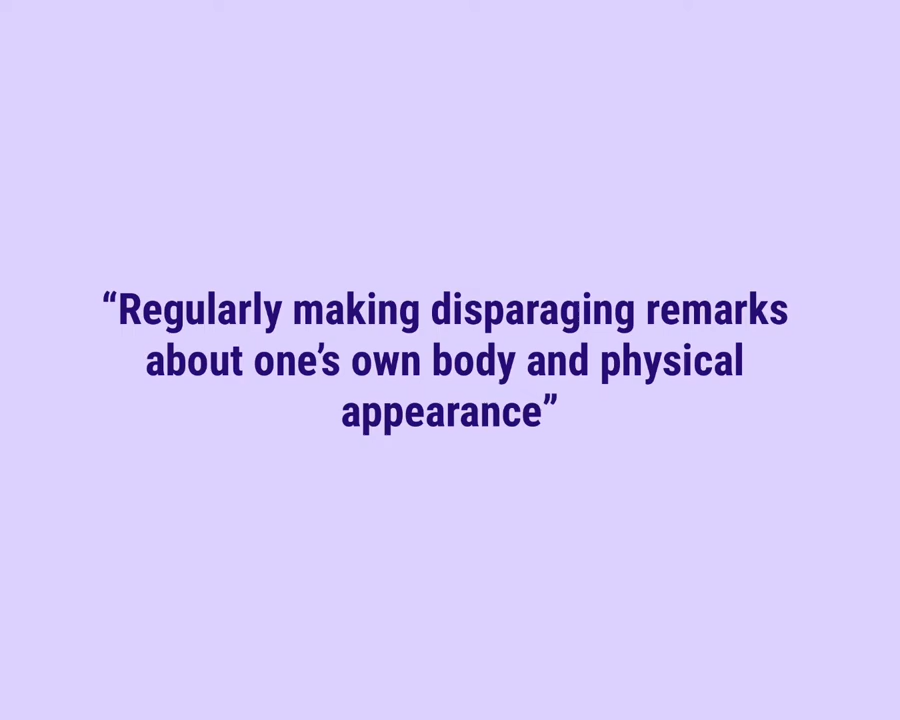 “Regularly making disparaging remarks
about one’s own body and physical
appearance”